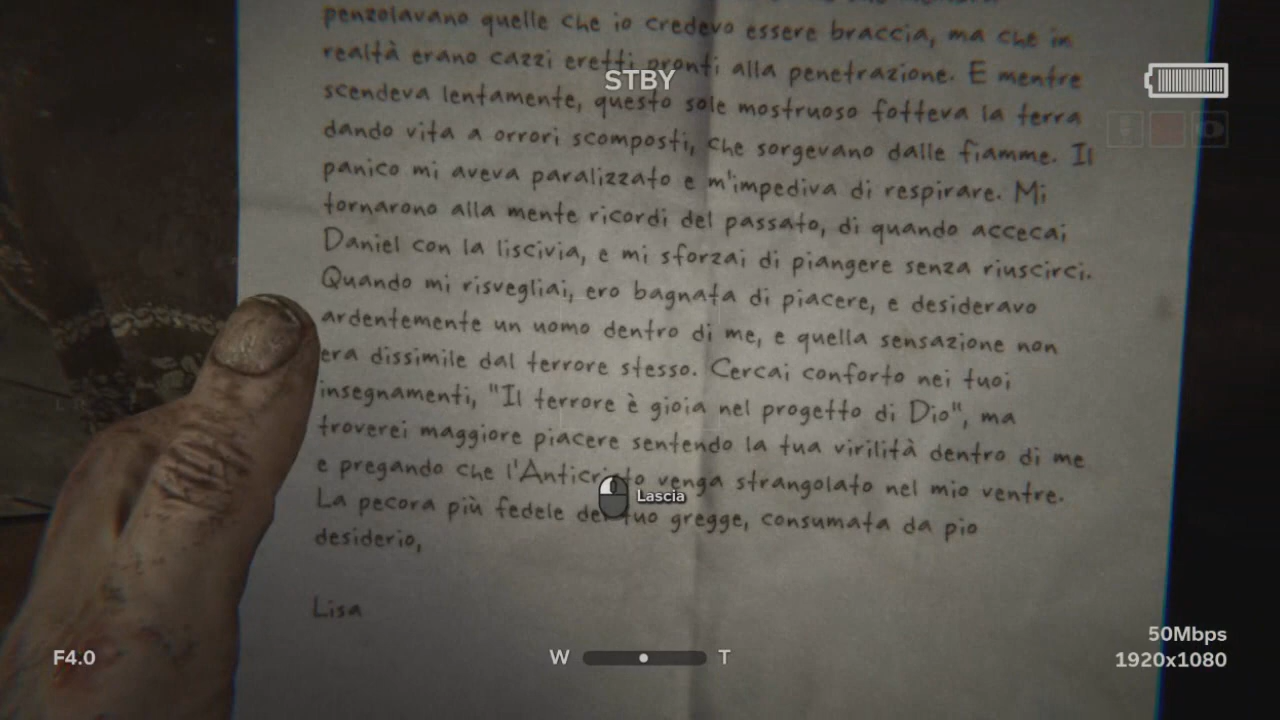 penzolavano quelle che io credevo essere braccia, ma che in
realtà erano cazzi eretti pronti alla penetrazione. E mentre
STBY
scendeva lentamente, questo sole mostruoso fotteva la terra
dando vita a orrori scomposti, che sorgevano dalle fiamme. Il
panico mi aveva paralizzato e m'impediva di respirare. Mi
tornarono alla mente ricordi del passato, di quando accecai
Daniel con la liscivia, e mi sforzai di piangere senza riuscirci.
Quando mi risvegliai, ero bagnata di piacere, e desideravo
ardentemente un uomo dentro di me, e quella sensazione non
era dissimile dal terrore stesso. Cercai conforto nei tuoi
insegnamenti, "Il terrore è gioia nel progetto di Dio", ma
troverei maggiore piacere sentendo la tua virilità dentro di me
e pregando che l'Anticristo venga strangolato nel mio ventre.
Lascia
La pecora più fedele del tuo gregge, consumata da pio
desiderio,
Lisa
F4.0
W T
50Mbps
1920x1080